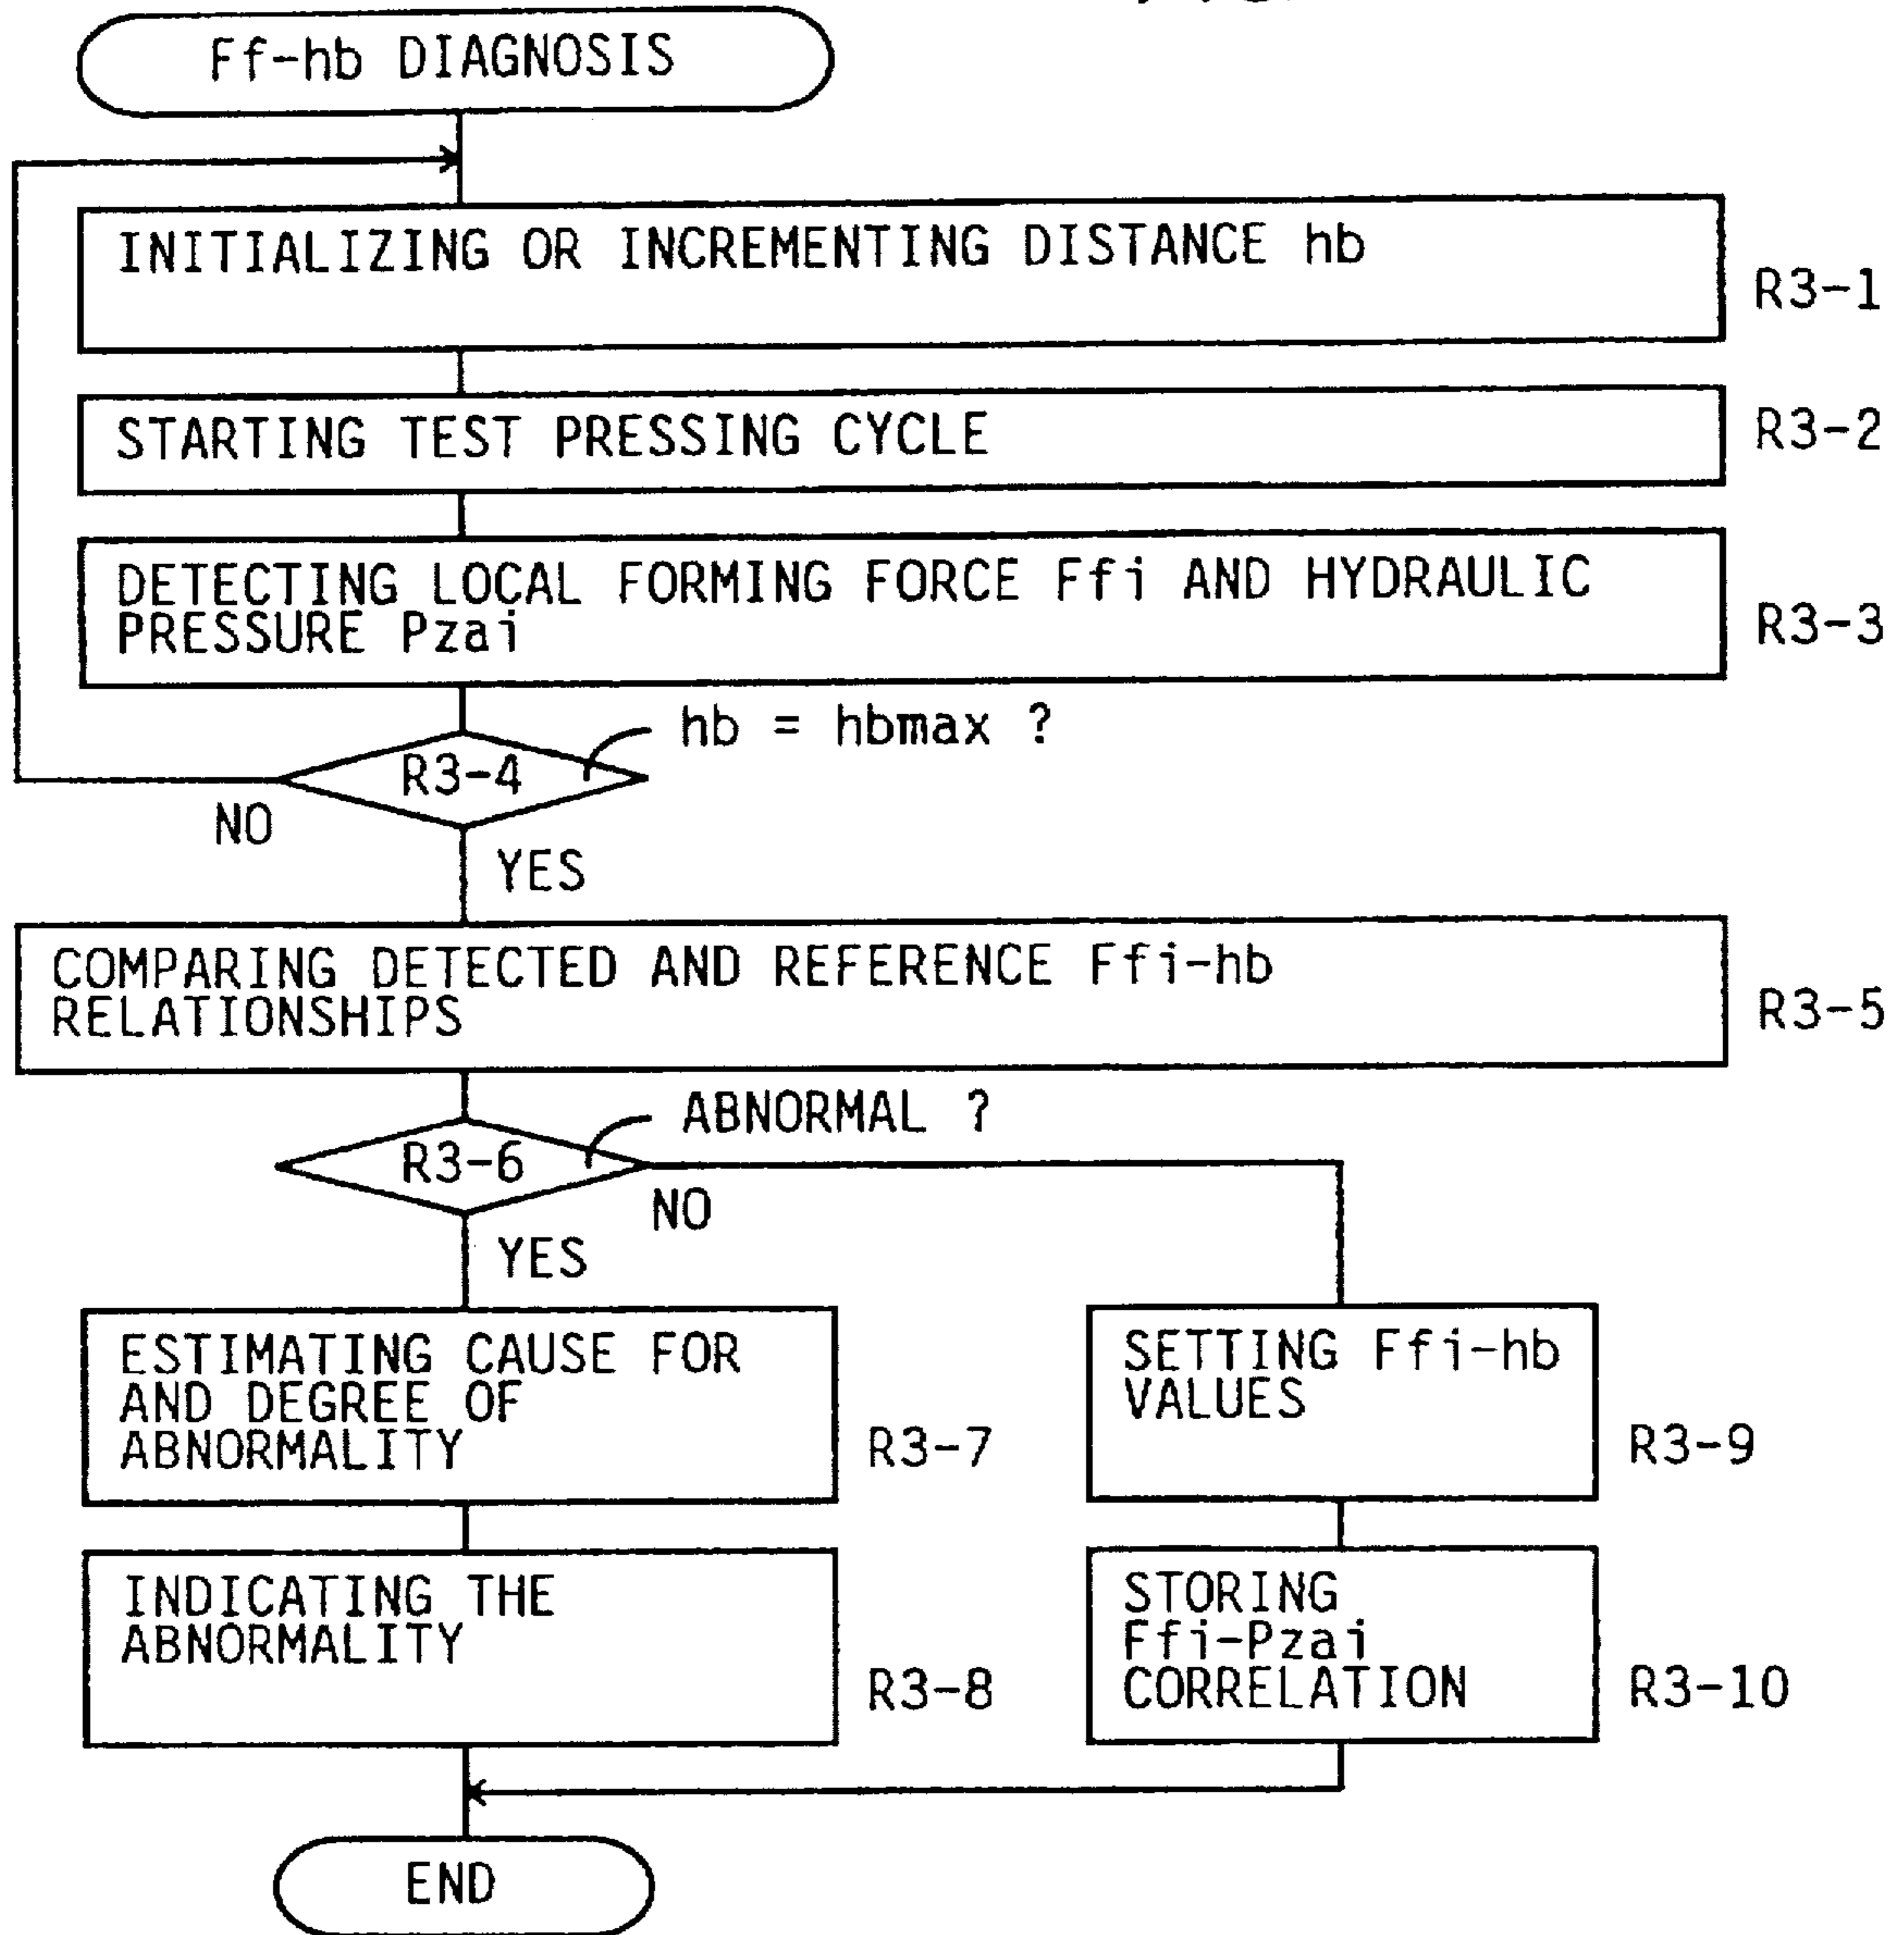 Ff-hb DIAGNOSIS
INITIALIZING OR INCREMENTING DISTANCE hb
R3-1
STARTING TEST PRESSING CYCLE
R3-2
DETECTING LOCAL FORMING FORCE Ffi AND HYDRAULIC
PRESSURE Pzai
R3-3
hb = hbmax ?
R3-4
NO
YES
COMPARING DETECTED AND REFERENCE Ffi-hb
RELATIONSHIPS
R3-5
ABNORMAL ?
R3-6
NO
YES
ESTIMATING CAUSE FOR
AND DEGREE OF
ABNORMALITY
R3-7
SETTING Ffi-hb
VALUES
R3-9
INDICATING THE
ABNORMALITY
R3-8
STORING
Ffi-Pzai
CORRELATION
R3-10
END